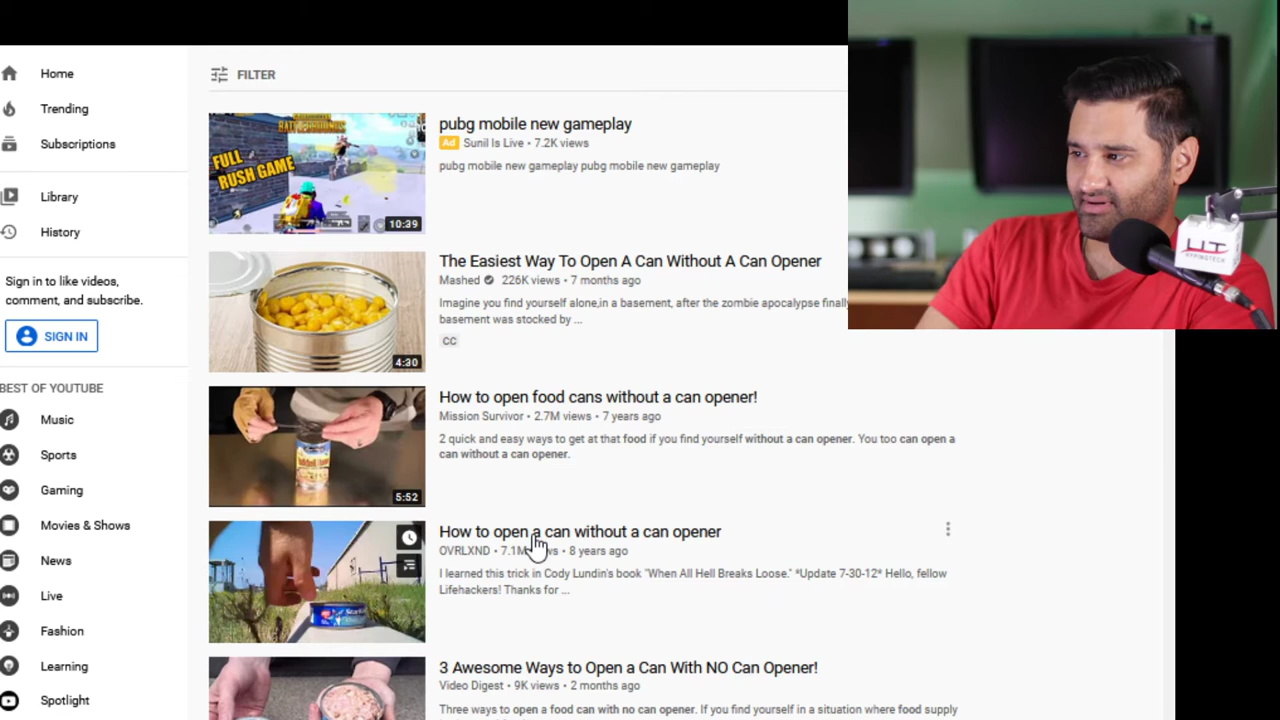 Home
Trending
Subscriptions
Library
History
Sign in to like videos,
comment, and subscribe.
SIGN IN
BEST OF YOUTUBE
Music
Sports
Gaming
Movies & Shows
News
Live
Fashion
Learning
Spotlight
FILTER
FULL
RUSH GAME
10:39
pubg mobile new gameplay
Ad Sunil Is Live • 7.2K views
pubg mobile new gameplay pubg mobile new gameplay
4:30
The Easiest Way To Open A Can Without A Can Opener
Mashed 226K views • 7 months ago
Imagine you find yourself alone,in a basement, after the zombie apocalypse finally
basement was stocked by ...
CC
5:52
How to open food cans without a can opener!
Mission Survivor • 2.7M views • 7 years ago
2 quick and easy ways to get at that food if you find yourself without a can opener. You too can open a
can without a can opener.
How to open a can without a can opener
OVRLXND • 7.1M • 8 years ago
I learned this trick in Cody Lundin's book "When All Hell Breaks Loose." *Update 7-30-12* Hello, fellow
Lifehackers! Thanks for ...
3 Awesome Ways to Open a Can With NO Can Opener!
Video Digest • 9K views • 2 months ago
Three ways to open a food can with no can opener. If you find yourself in a situation where food supply